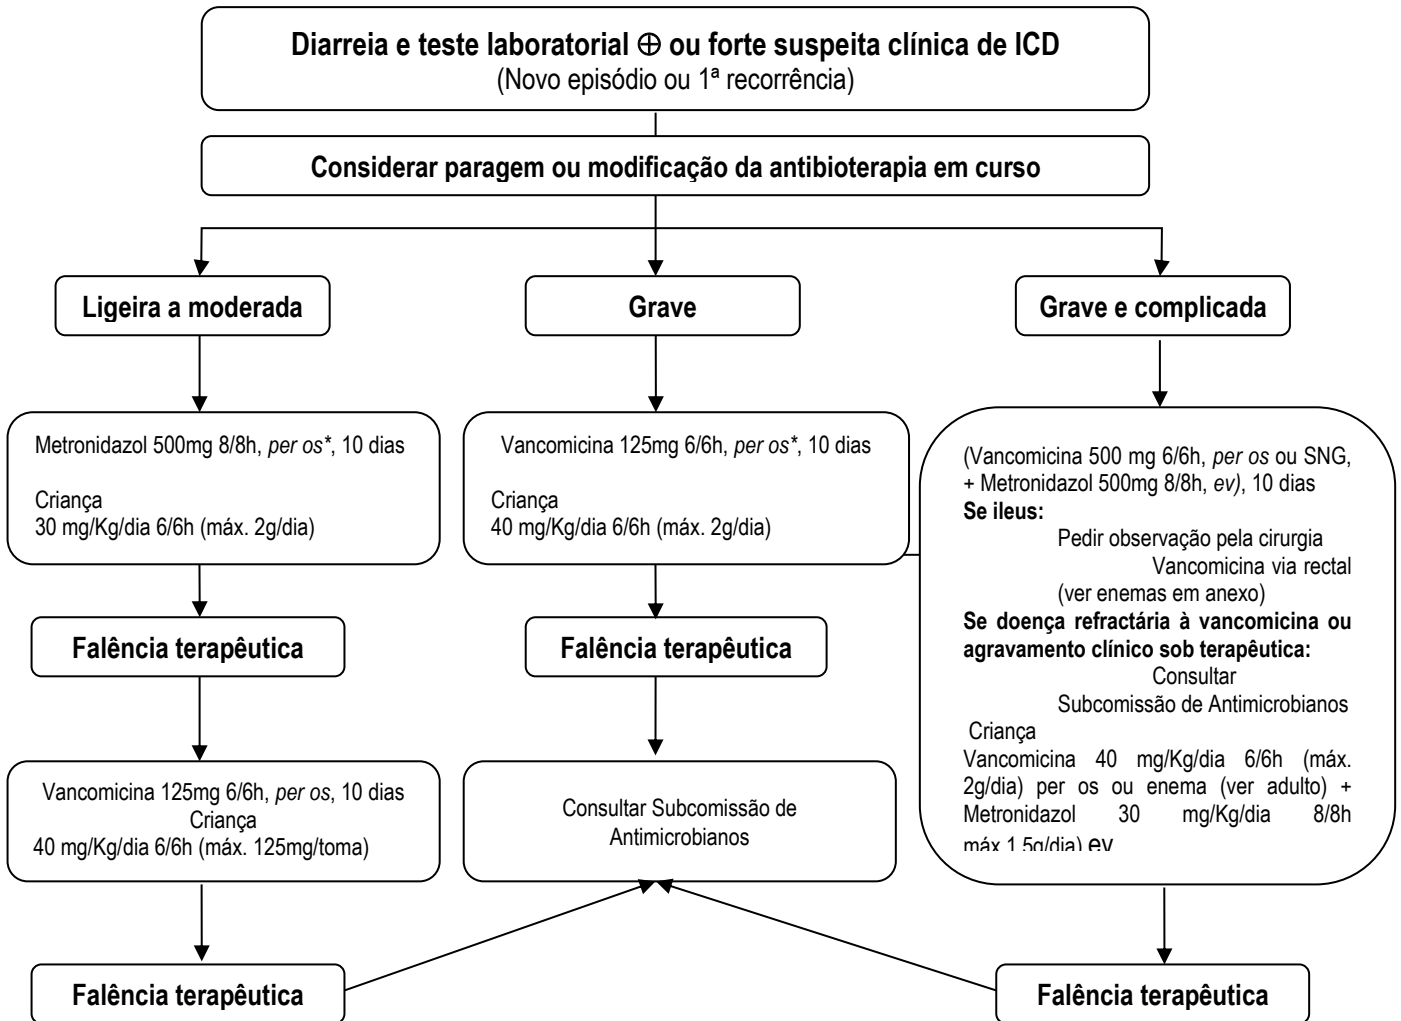 Diarreia e teste laboratorial ⊕ ou forte suspeita clínica de ICD
(Novo episódio ou 1ª recorrência)
Considerar paragem ou modificação da antibioterapia em curso
Ligeira a moderada
Grave
Grave e complicada
Metronidazol 500mg 8/8h, per os*, 10 dias
Criança
30 mg/Kg/dia 6/6h (máx. 2g/dia)
Vancomicina 125mg 6/6h, per os*, 10 dias
Criança
40 mg/Kg/dia 6/6h (máx. 2g/dia)
(Vancomicina 500 mg 6/6h, per os ou SNG,
+ Metronidazol 500mg 8/8h, ev), 10 dias
Se ileus:
Pedir observação pela cirurgia
Vancomicina via rectal
(ver enemas em anexo)
Se doença refractária à vancomicina ou
agravamento clínico sob terapêutica:
Consultar
Subcomissão de Antimicrobianos
Criança
Vancomicina 40 mg/Kg/dia 6/6h (máx.
2g/dia) per os ou enema (ver adulto) +
Metronidazol 30 mg/Kg/dia 8/8h
máx 1.5g/dia) ev
Falência terapêutica
Falência terapêutica
Vancomicina 125mg 6/6h, per os, 10 dias
Criança
40 mg/Kg/dia 6/6h (máx. 125mg/toma)
Consultar Subcomissão de
Antimicrobianos
Falência terapêutica
Falência terapêutica